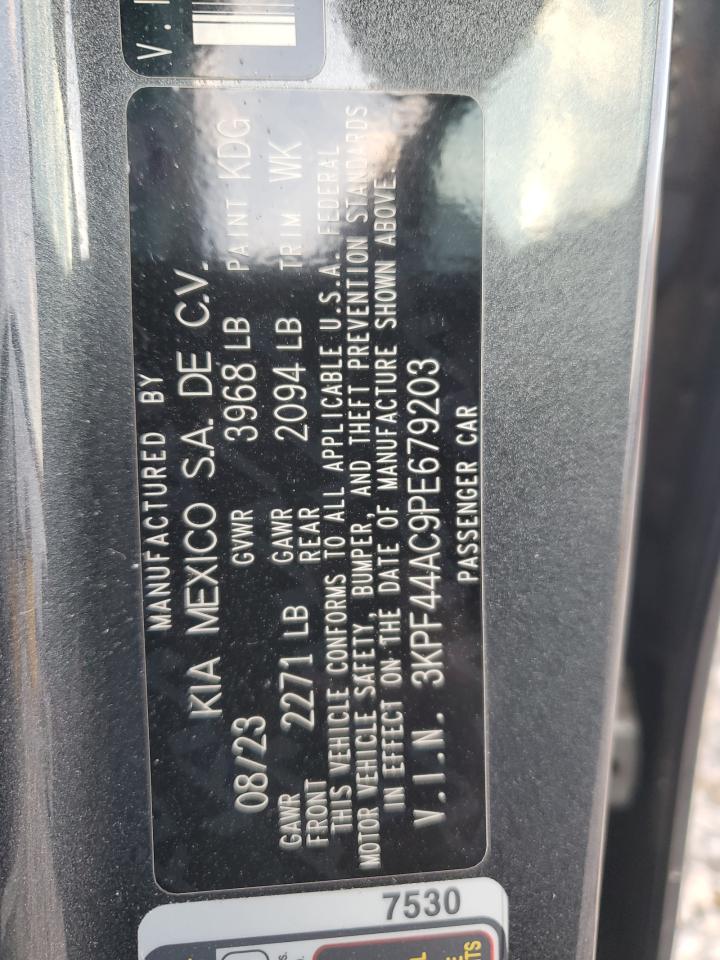 V.I
MANUFACTURED BY
KIA MEXICO S.A. DE C.V.
08/23 GVWR 3968 LB PAINT KDG
GAWR FRONT 2271 LB GAWR REAR 2094 LB TRIM WK
THIS VEHICLE CONFORMS TO ALL APPLICABLE U.S.A. FEDERAL
MOTOR VEHICLE SAFETY, BUMPER, AND THEFT PREVENTION STANDARDS
IN EFFECT ON THE DATE OF MANUFACTURE SHOWN ABOVE.
V.I.N. 3KPF44AC9PE679203
PASSENGER CAR
7530